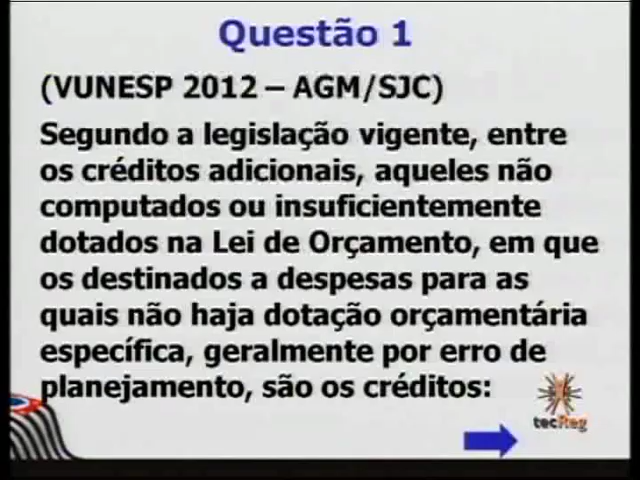 Questão 1
(VUNESP 2012 – AGM/SJC)
Segundo a legislação vigente, entre
os créditos adicionais, aqueles não
computados ou insuficientemente
dotados na Lei de Orçamento, em que
os destinados a despesas para as
quais não haja dotação orçamentária
específica, geralmente por erro de
planejamento, são os créditos:
tecReg